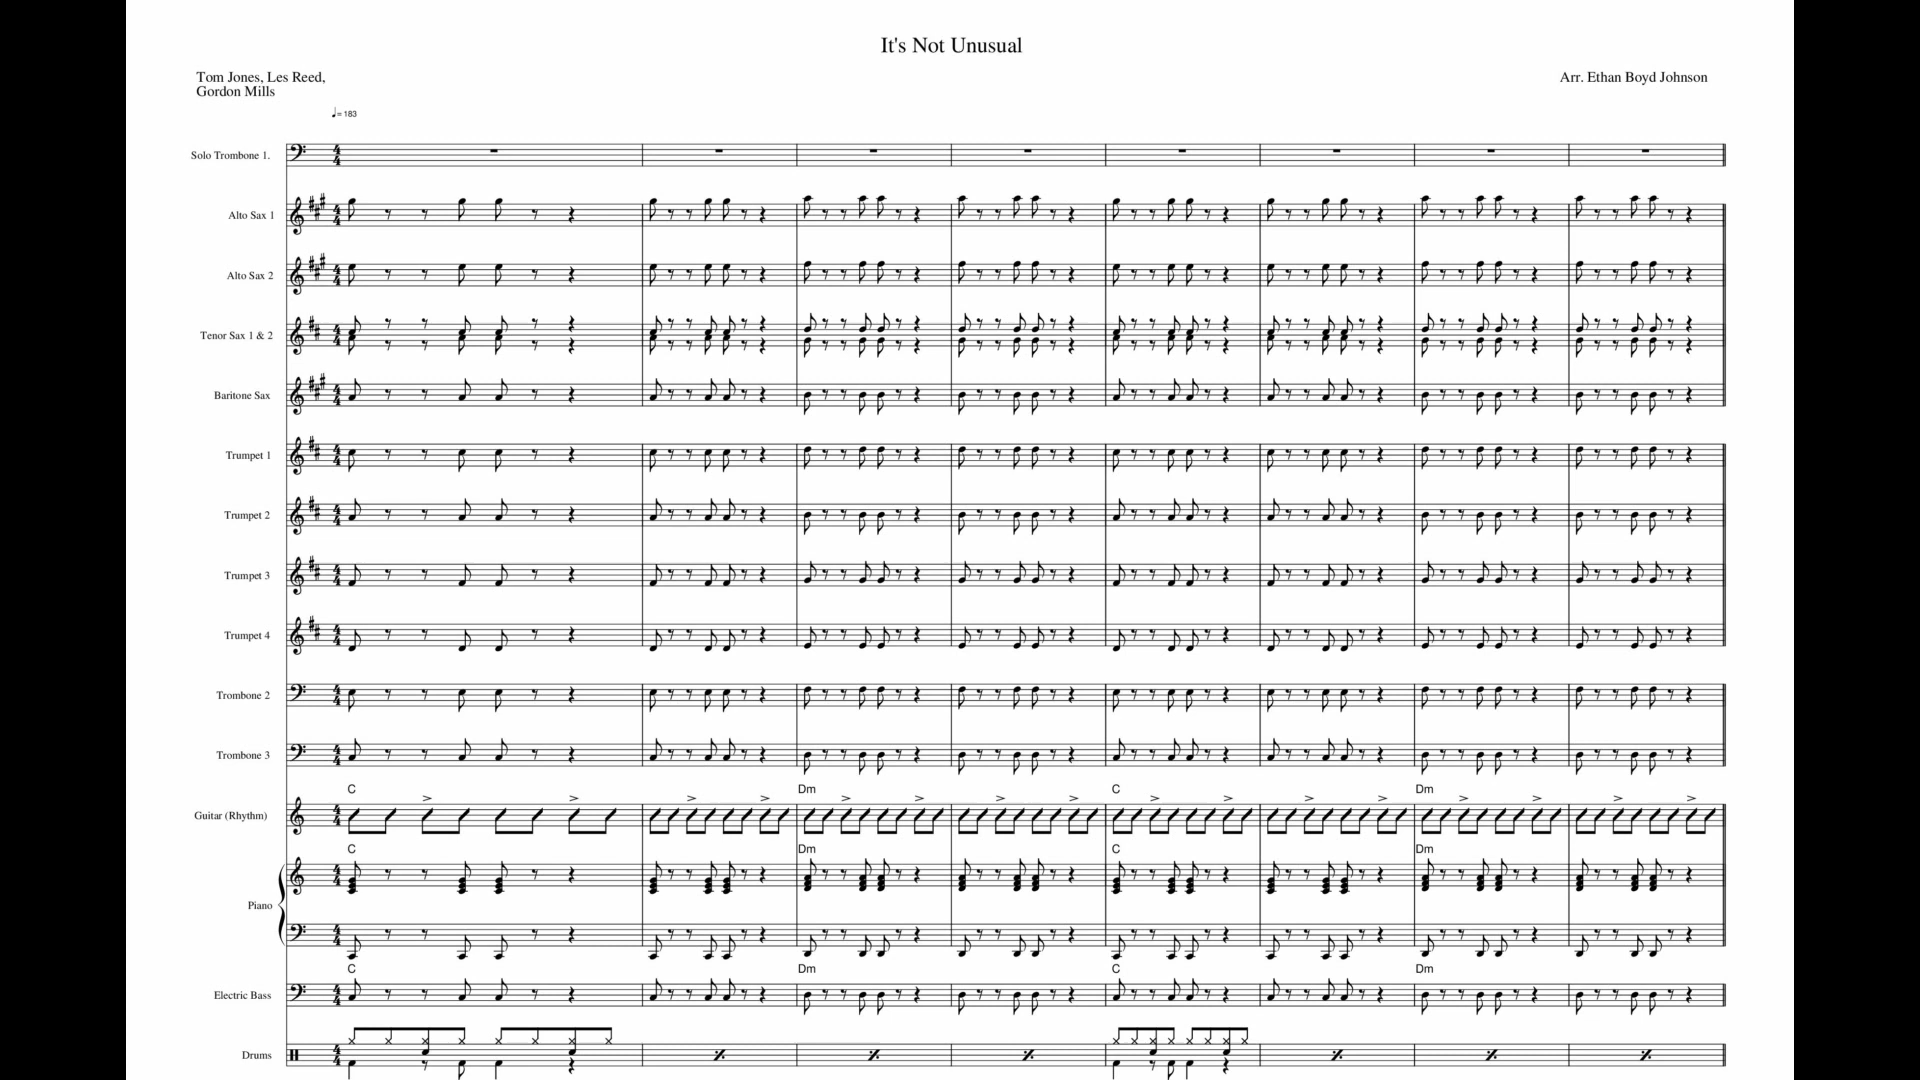 It's Not Unusual
Tom Jones, Les Reed,
Gordon Mills
Arr. Ethan Boyd Johnson
♩= 183
Solo Trombone 1.
Alto Sax 1
Alto Sax 2
Tenor Sax 1 & 2
Baritone Sax
Trumpet 1
Trumpet 2
Trumpet 3
Trumpet 4
Trombone 2
Trombone 3
C Dm C Dm
Guitar (Rhythm)
C Dm C Dm
Piano
C Dm C Dm
Electric Bass
Drums